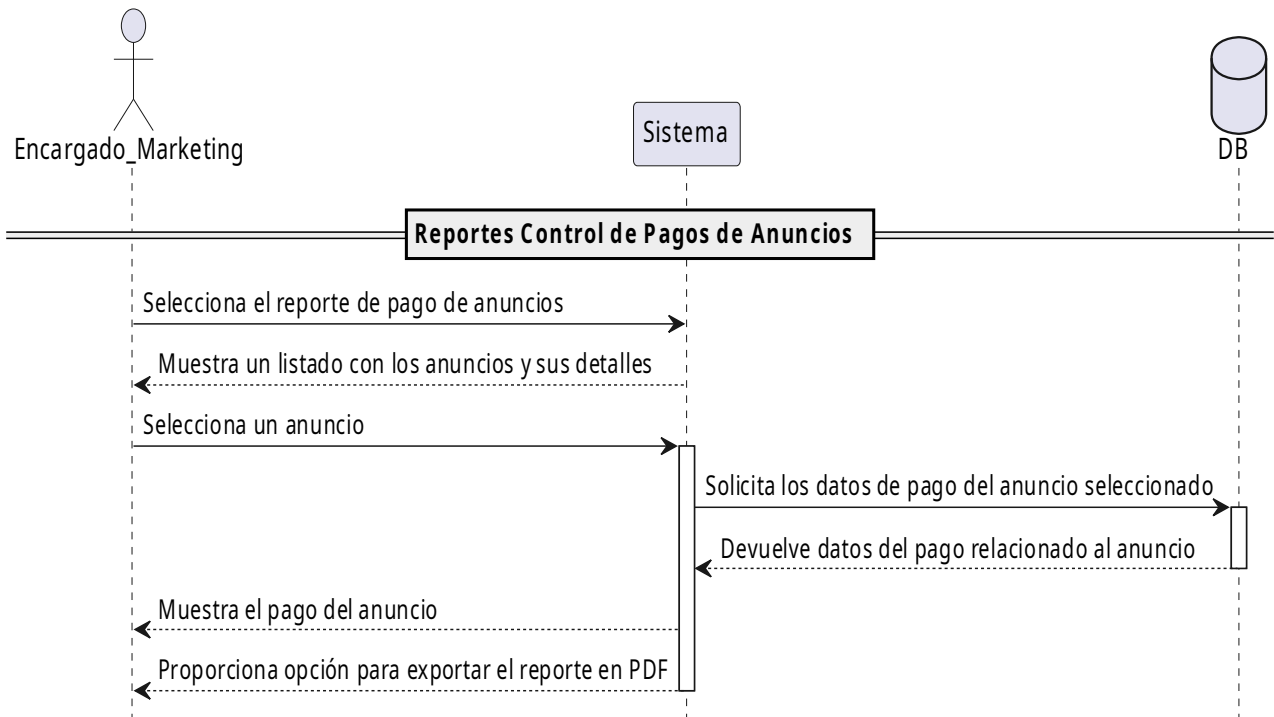 Encargado_Marketing
Sistema
DB
Reportes Control de Pagos de Anuncios
Selecciona el reporte de pago de anuncios
Muestra un listado con los anuncios y sus detalles
Selecciona un anuncio
Solicita los datos de pago del anuncio seleccionado
Devuelve datos del pago relacionado al anuncio
Muestra el pago del anuncio
Proporciona opción para exportar el reporte en PDF